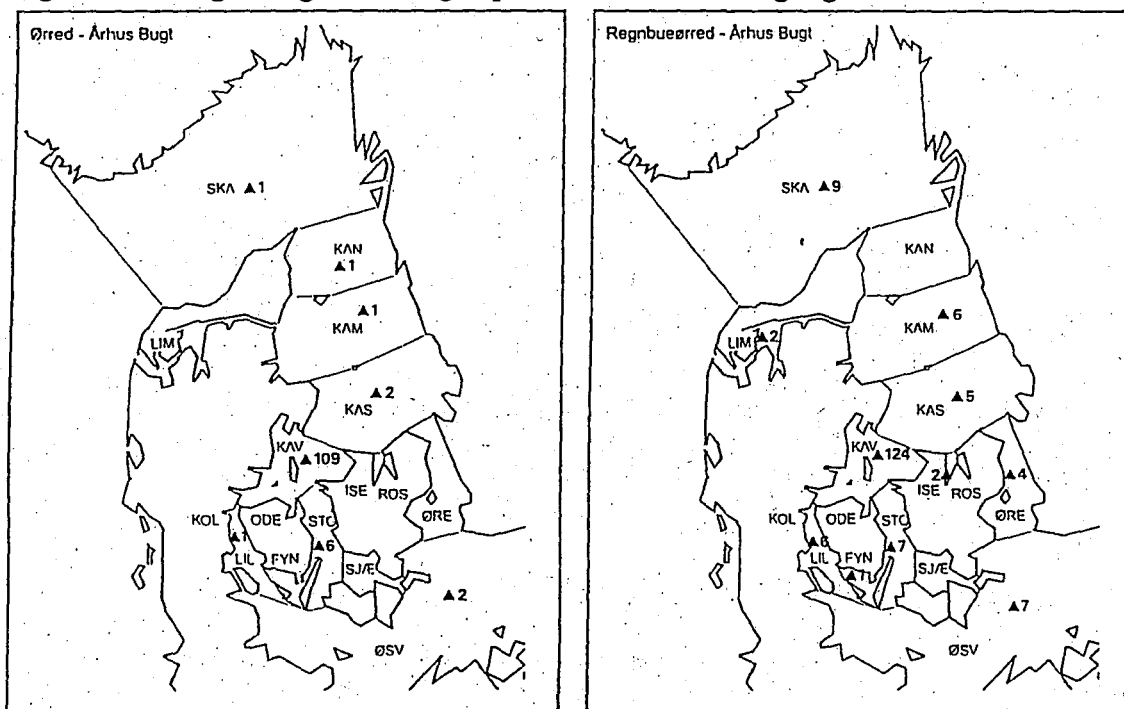 Ørred - Århus Bugt
SKA ▲1
KAN
▲1
▲1
KAM
LIM
▲2
KAS
KAV
▲109
ISE
ROS
KOL
ODE
STO
ØRE
▲1
▲6
LIL
FYN
SJÆ
▲2
ØSV
Regnbueørred - Århus Bugt
SKA ▲9
KAN
▲6
KAM
LIM ▲2
▲5
KAS
KAV
▲124
2▲
▲4
ISE
ROS
KOL
ODE
STO
ØRE
▲6
▲7
LIL
FYN
SJÆ
▲7
ØSV